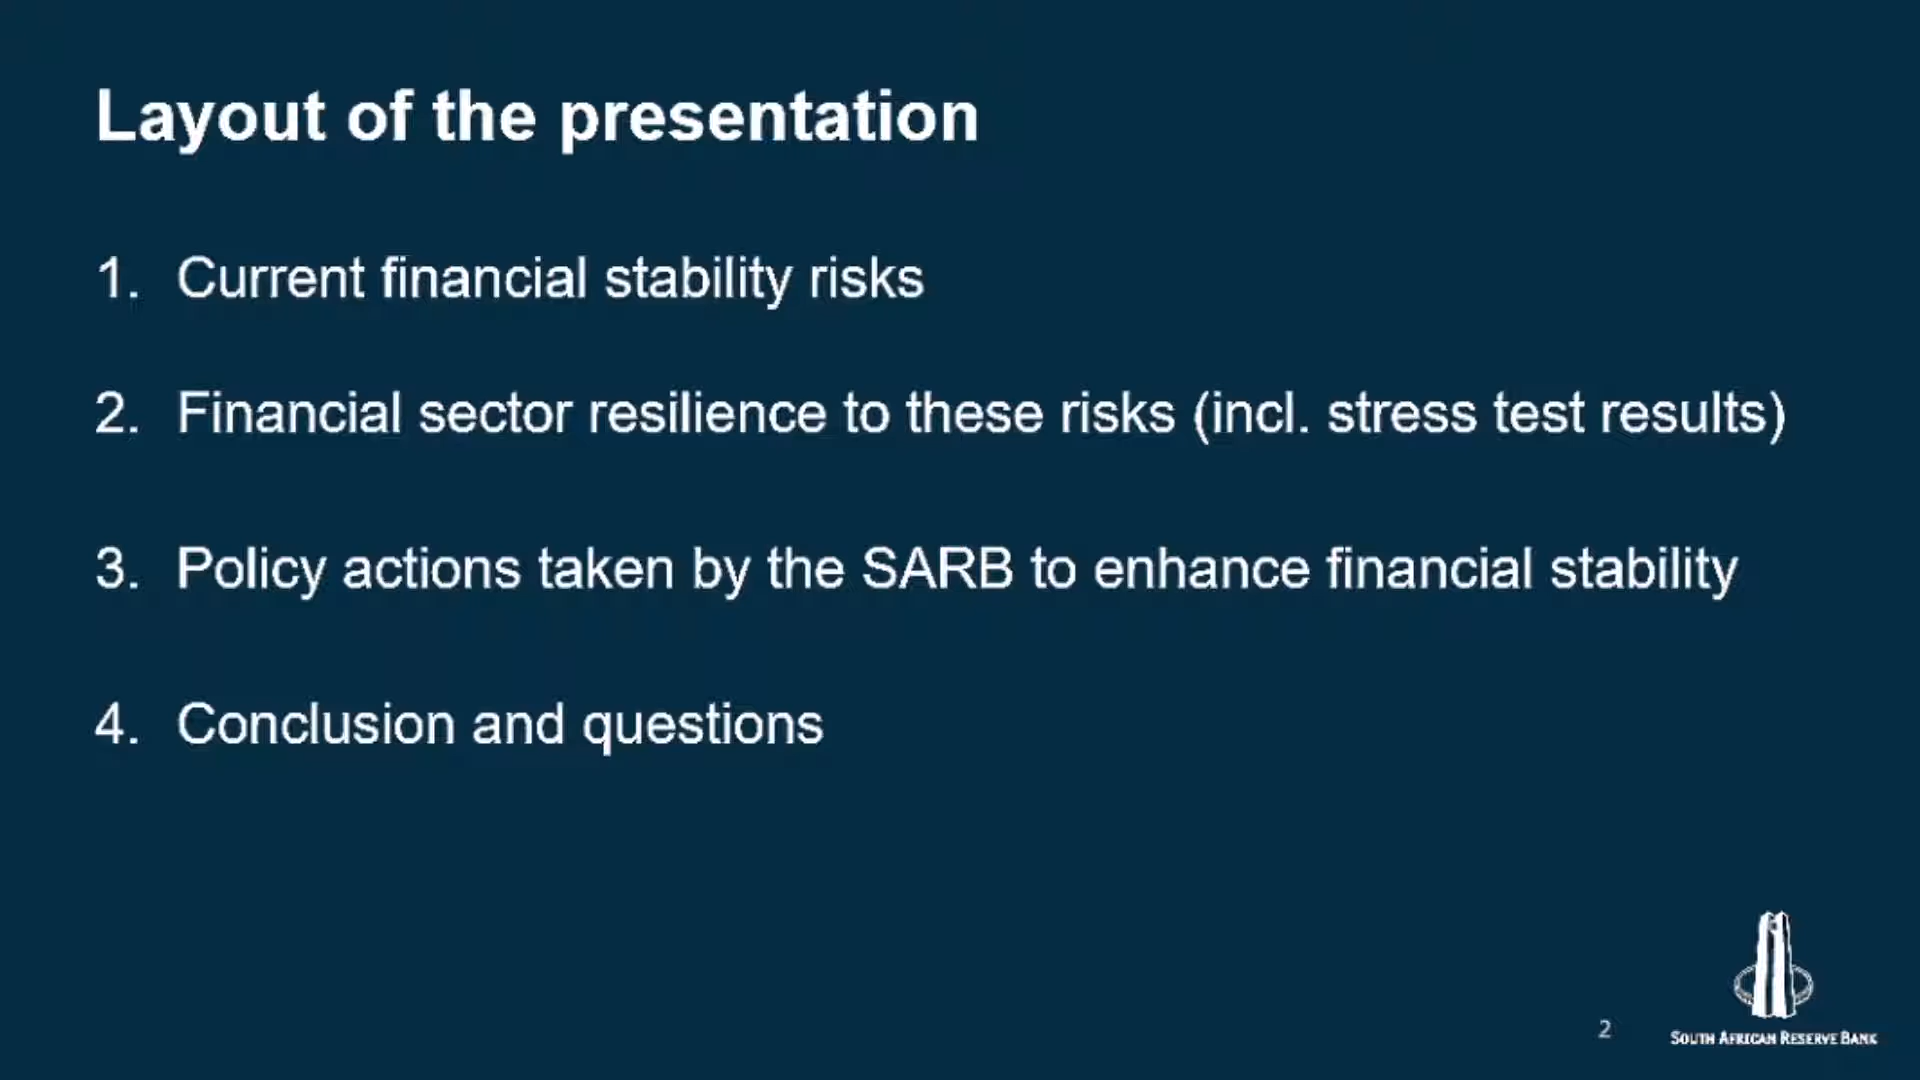 Layout of the presentation
1. Current financial stability risks
2. Financial sector resilience to these risks (incl. stress test results)
3. Policy actions taken by the SARB to enhance financial stability
4. Conclusion and questions
2
SOUTH AFRICAN RESERVE BANK